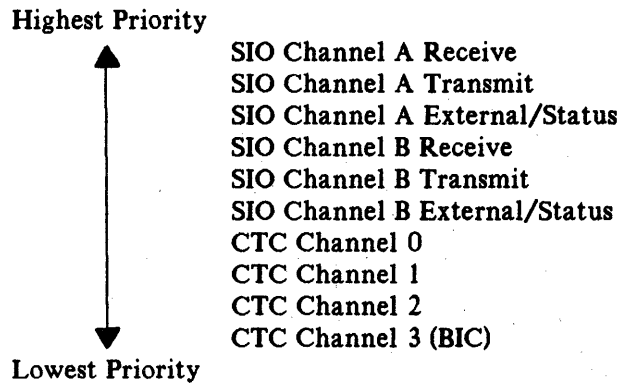 Highest Priority
SIO Channel A Receive
SIO Channel A Transmit
SIO Channel A External/Status
SIO Channel B Receive
SIO Channel B Transmit
SIO Channel B External/Status
CTC Channel 0
CTC Channel 1
CTC Channel 2
CTC Channel 3 (BIC)
Lowest Priority